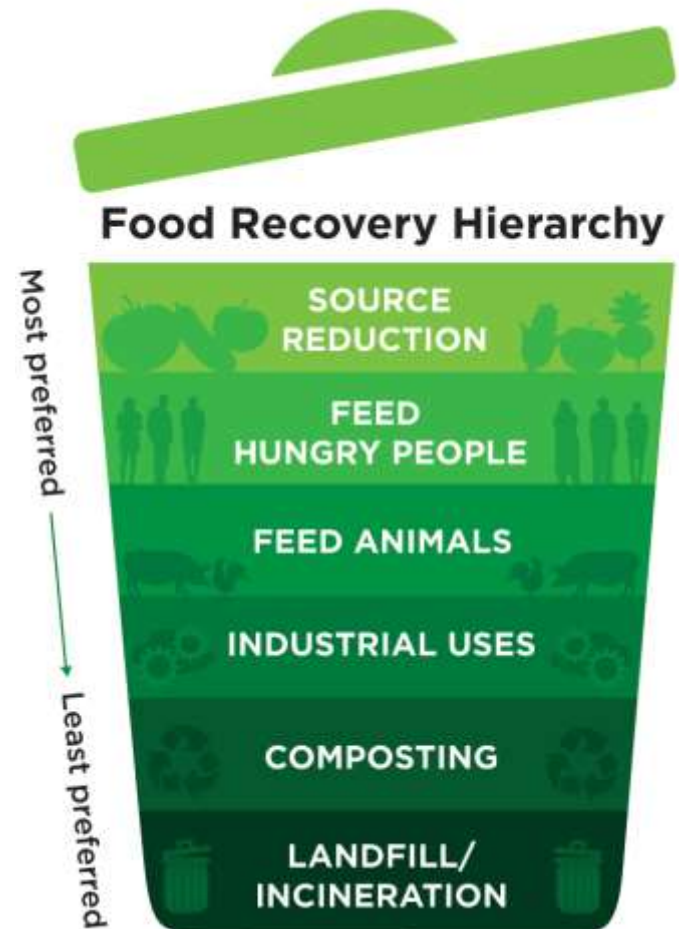 Food Recovery Hierarchy
Most preferred
Least preferred
SOURCE
REDUCTION
FEED
HUNGRY PEOPLE
FEED ANIMALS
INDUSTRIAL USES
COMPOSTING
LANDFILL/
INCINERATION